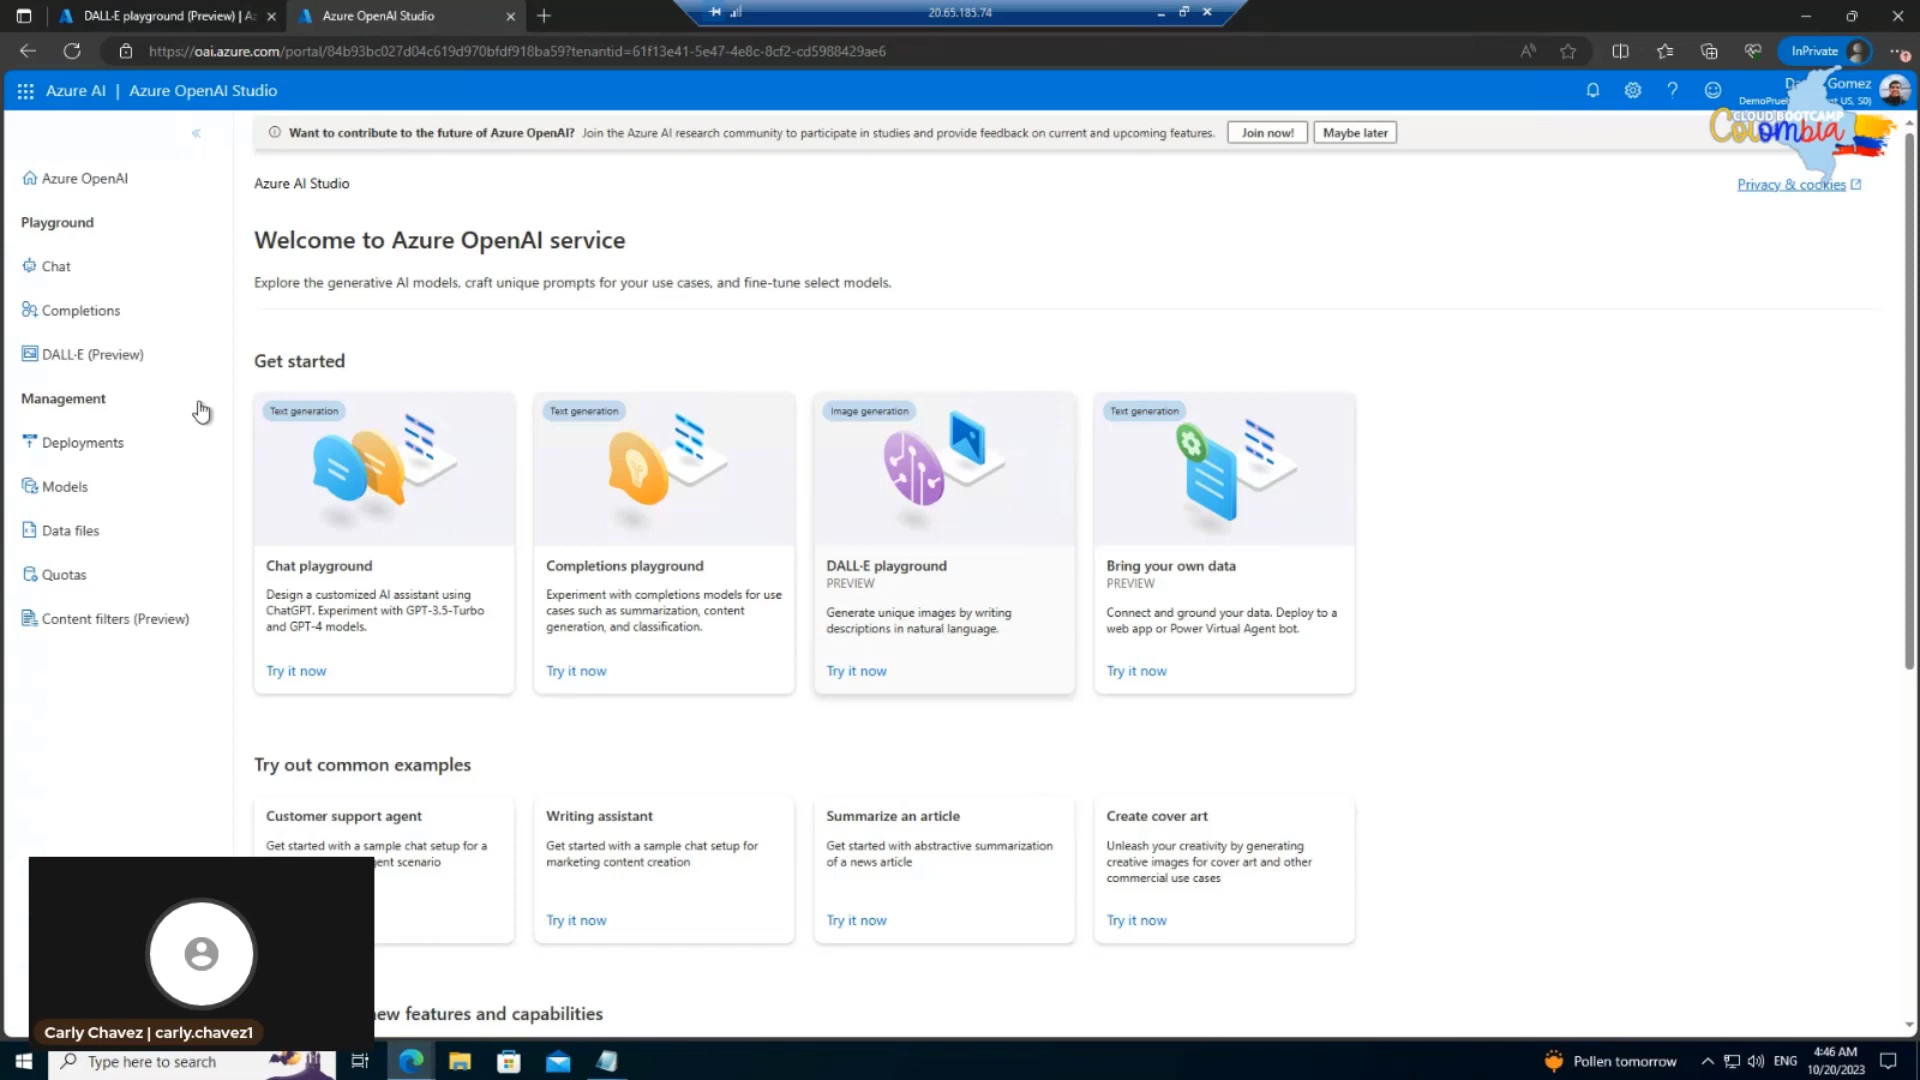 DALL·E playground (Preview) | Az
Azure OpenAI Studio
20.65.185.74
https://oai.azure.com/portal/84b93bc027d04c619d970bfdf918ba59?tenantid=61f13e41-5e47-4e8c-8cf2-cd5988429ae6
InPrivate
Azure AI | Azure OpenAI Studio
Gomez
US, S0)
CLOUD BOOTCAMP
Colombia
Want to contribute to the future of Azure OpenAI? Join the Azure AI research community to participate in studies and provide feedback on current and upcoming features.
Join now!
Maybe later
Azure AI Studio
Privacy & cookies
Azure OpenAI
Playground
Chat
Completions
DALL·E (Preview)
Management
Deployments
Models
Data files
Quotas
Content filters (Preview)
Welcome to Azure OpenAI service
Explore the generative AI models, craft unique prompts for your use cases, and fine-tune select models.
Get started
Text generation
Chat playground
Design a customized AI assistant using
ChatGPT. Experiment with GPT-3.5-Turbo
and GPT-4 models.
Try it now
Text generation
Completions playground
Experiment with completions models for use
cases such as summarization, content
generation, and classification.
Try it now
Image generation
DALL·E playground
PREVIEW
Generate unique images by writing
descriptions in natural language.
Try it now
Text generation
Bring your own data
PREVIEW
Connect and ground your data. Deploy to a
web app or Power Virtual Agent bot.
Try it now
Try out common examples
Customer support agent
Get started with a sample chat setup for a
scenario
Writing assistant
Get started with a sample chat setup for
marketing content creation
Try it now
Summarize an article
Get started with abstractive summarization
of a news article
Try it now
Create cover art
Unleash your creativity by generating
creative images for cover art and other
commercial use cases
Try it now
new features and capabilities
Carly Chavez | carly.chavez1
Type here to search
Pollen tomorrow
ENG
4:46 AM
10/20/2023